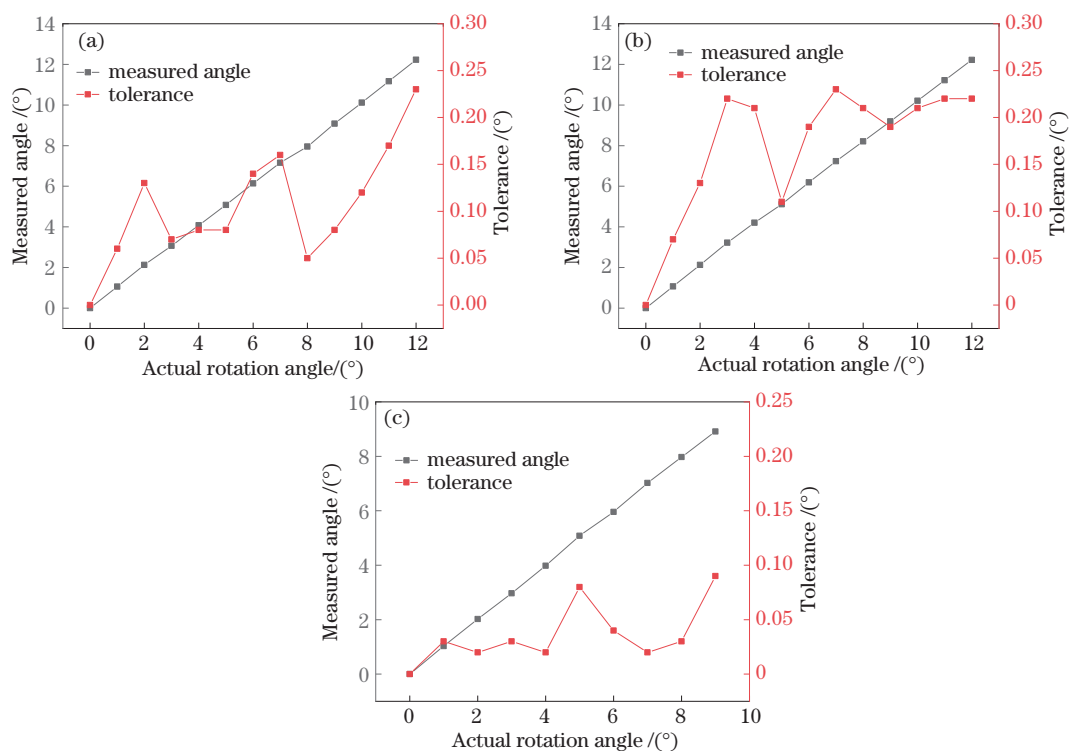 (a)
measured angle
tolerance
Measured angle /(°)
14
12
10
8
6
4
2
0
0.30
0.25
0.20
0.15
0.10
0.05
0.00
Tolerance /(°)
0 2 4 6 8 10 12
Actual rotation angle/(°)
(b)
measured angle
tolerance
Measured angle /(°)
14
12
10
8
6
4
2
0
0.30
0.25
0.20
0.15
0.10
0.05
0
Tolerance /(°)
0 2 4 6 8 10 12
Actual rotation angle /(°)
(c)
measured angle
tolerance
Measured angle /(°)
10
8
6
4
2
0
0.25
0.20
0.15
0.10
0.05
0
Tolerance /(°)
0 2 4 6 8 10
Actual rotation angle /(°)